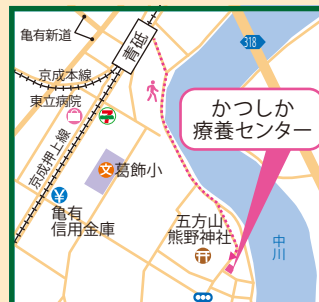 亀有新道
青砥
318
京成本線
東立病院
7
かつしか
療養センター
京成押上線
文
葛飾小
¥
亀有
信用金庫
五方山
熊野神社
中川